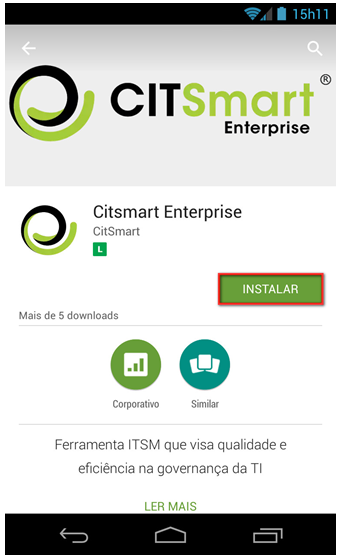 15h11
CITSmart®
Enterprise
Citsmart Enterprise
CitSmart
L
INSTALAR
Mais de 5 downloads
Corporativo
Similar
Ferramenta ITSM que visa qualidade e
eficiência na governança da TI
LER MAIS